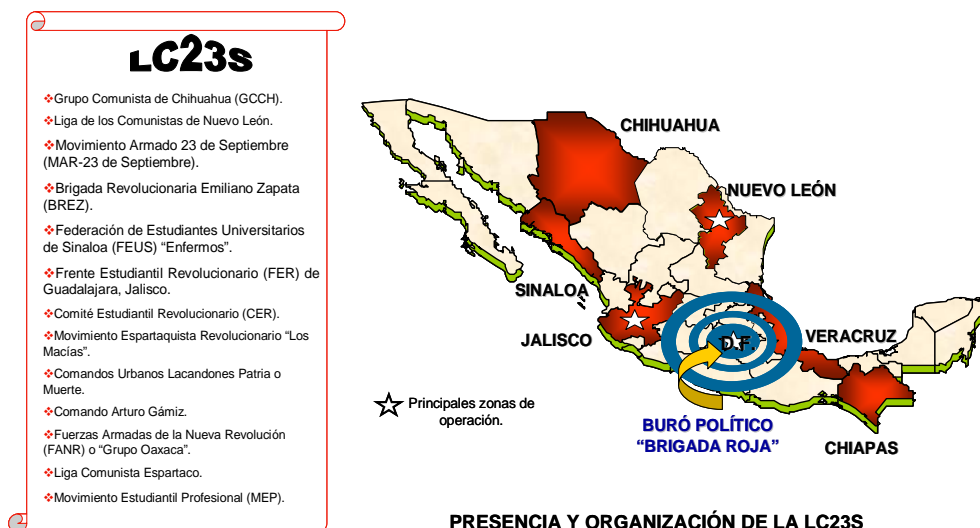 LC23S
❖Grupo Comunista de Chihuahua (GCCH).
❖Liga de los Comunistas de Nuevo León.
❖Movimiento Armado 23 de Septiembre
(MAR-23 de Septiembre).
❖Brigada Revolucionaria Emiliano Zapata
(BREZ).
❖Federación de Estudiantes Universitarios
de Sinaloa (FEUS) “Enfermos”.
❖Frente Estudiantil Revolucionario (FER) de
Guadalajara, Jalisco.
❖Comité Estudiantil Revolucionario (CER).
❖Movimiento Espartaquista Revolucionario “Los
Macías”.
❖Comandos Urbanos Lacandones Patria o
Muerte.
❖Comando Arturo Gámiz.
❖Fuerzas Armadas de la Nueva Revolución
(FANR) o “Grupo Oaxaca”.
❖Liga Comunista Espartaco.
❖Movimiento Estudiantil Profesional (MEP).
CHIHUAHUA
NUEVO LEÓN
SINALOA
JALISCO
D.F.
VERACRUZ
Principales zonas de
operación.
BURÓ POLÍTICO
“BRIGADA ROJA”
CHIAPAS
PRESENCIA Y ORGANIZACIÓN DE LA LC23S